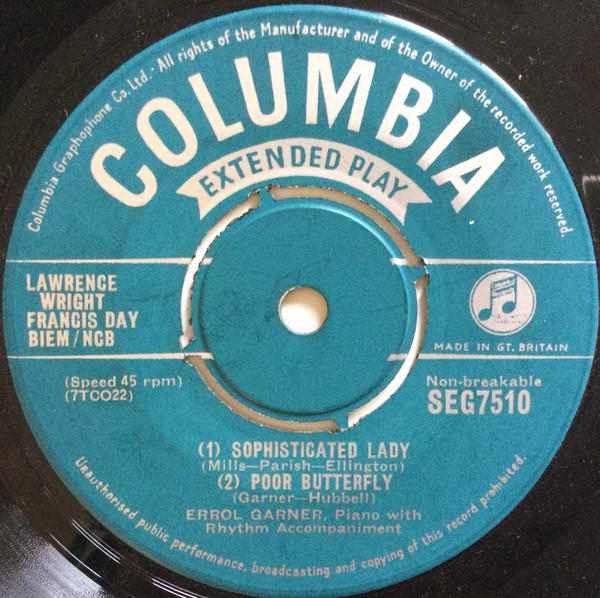 Columbia Graphophone Co. Ltd.· All rights of the Manufacturer and of the Owner of the recorded work reserved.
COLUMBIA
EXTENDED PLAY
LAWRENCE
WRIGHT
FRANCIS DAY
BIEM/NCB
MADE IN GT. BRITAIN
(Speed 45 rpm)
(7TCO22)
Non-breakable
SEG7510
(1) SOPHISTICATED LADY
(Mills—Parish—Ellington)
(2) POOR BUTTERFLY
(Garner—Hubbell)
ERROL GARNER, Piano with
Rhythm Accompaniment
Unauthorised public performance, broadcasting and copying of this record prohibited.